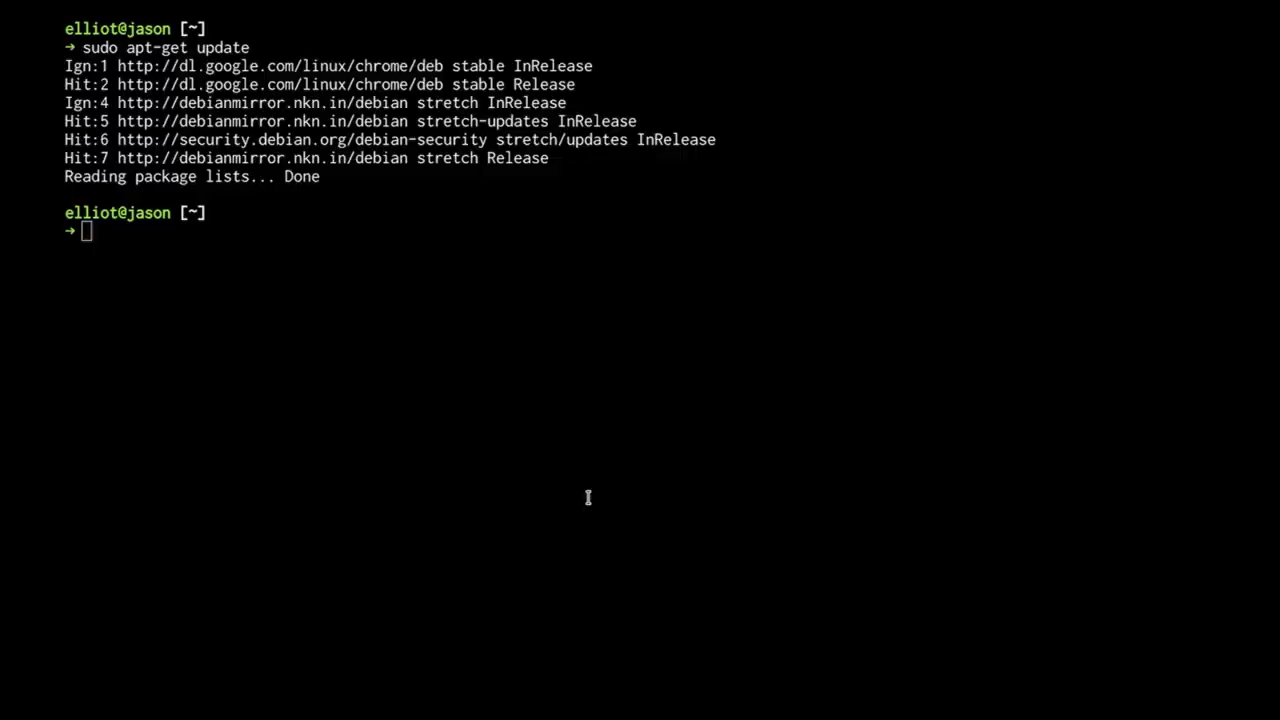 elliot@jason [~]
→ sudo apt-get update
Ign:1 http://dl.google.com/linux/chrome/deb stable InRelease
Hit:2 http://dl.google.com/linux/chrome/deb stable Release
Ign:4 http://debianmirror.nkn.in/debian stretch InRelease
Hit:5 http://debianmirror.nkn.in/debian stretch-updates InRelease
Hit:6 http://security.debian.org/debian-security stretch/updates InRelease
Hit:7 http://debianmirror.nkn.in/debian stretch Release
Reading package lists... Done
elliot@jason [~]
→